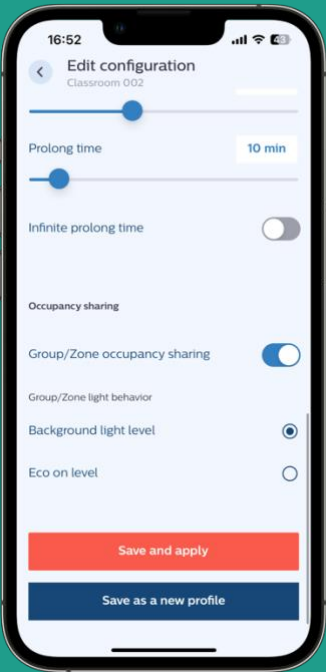 16:52
43
Edit configuration
Classroom 002
Prolong time
10 min
Infinite prolong time
Occupancy sharing
Group/Zone occupancy sharing
Group/Zone light behavior
Background light level
Eco on level
Save and apply
Save as a new profile